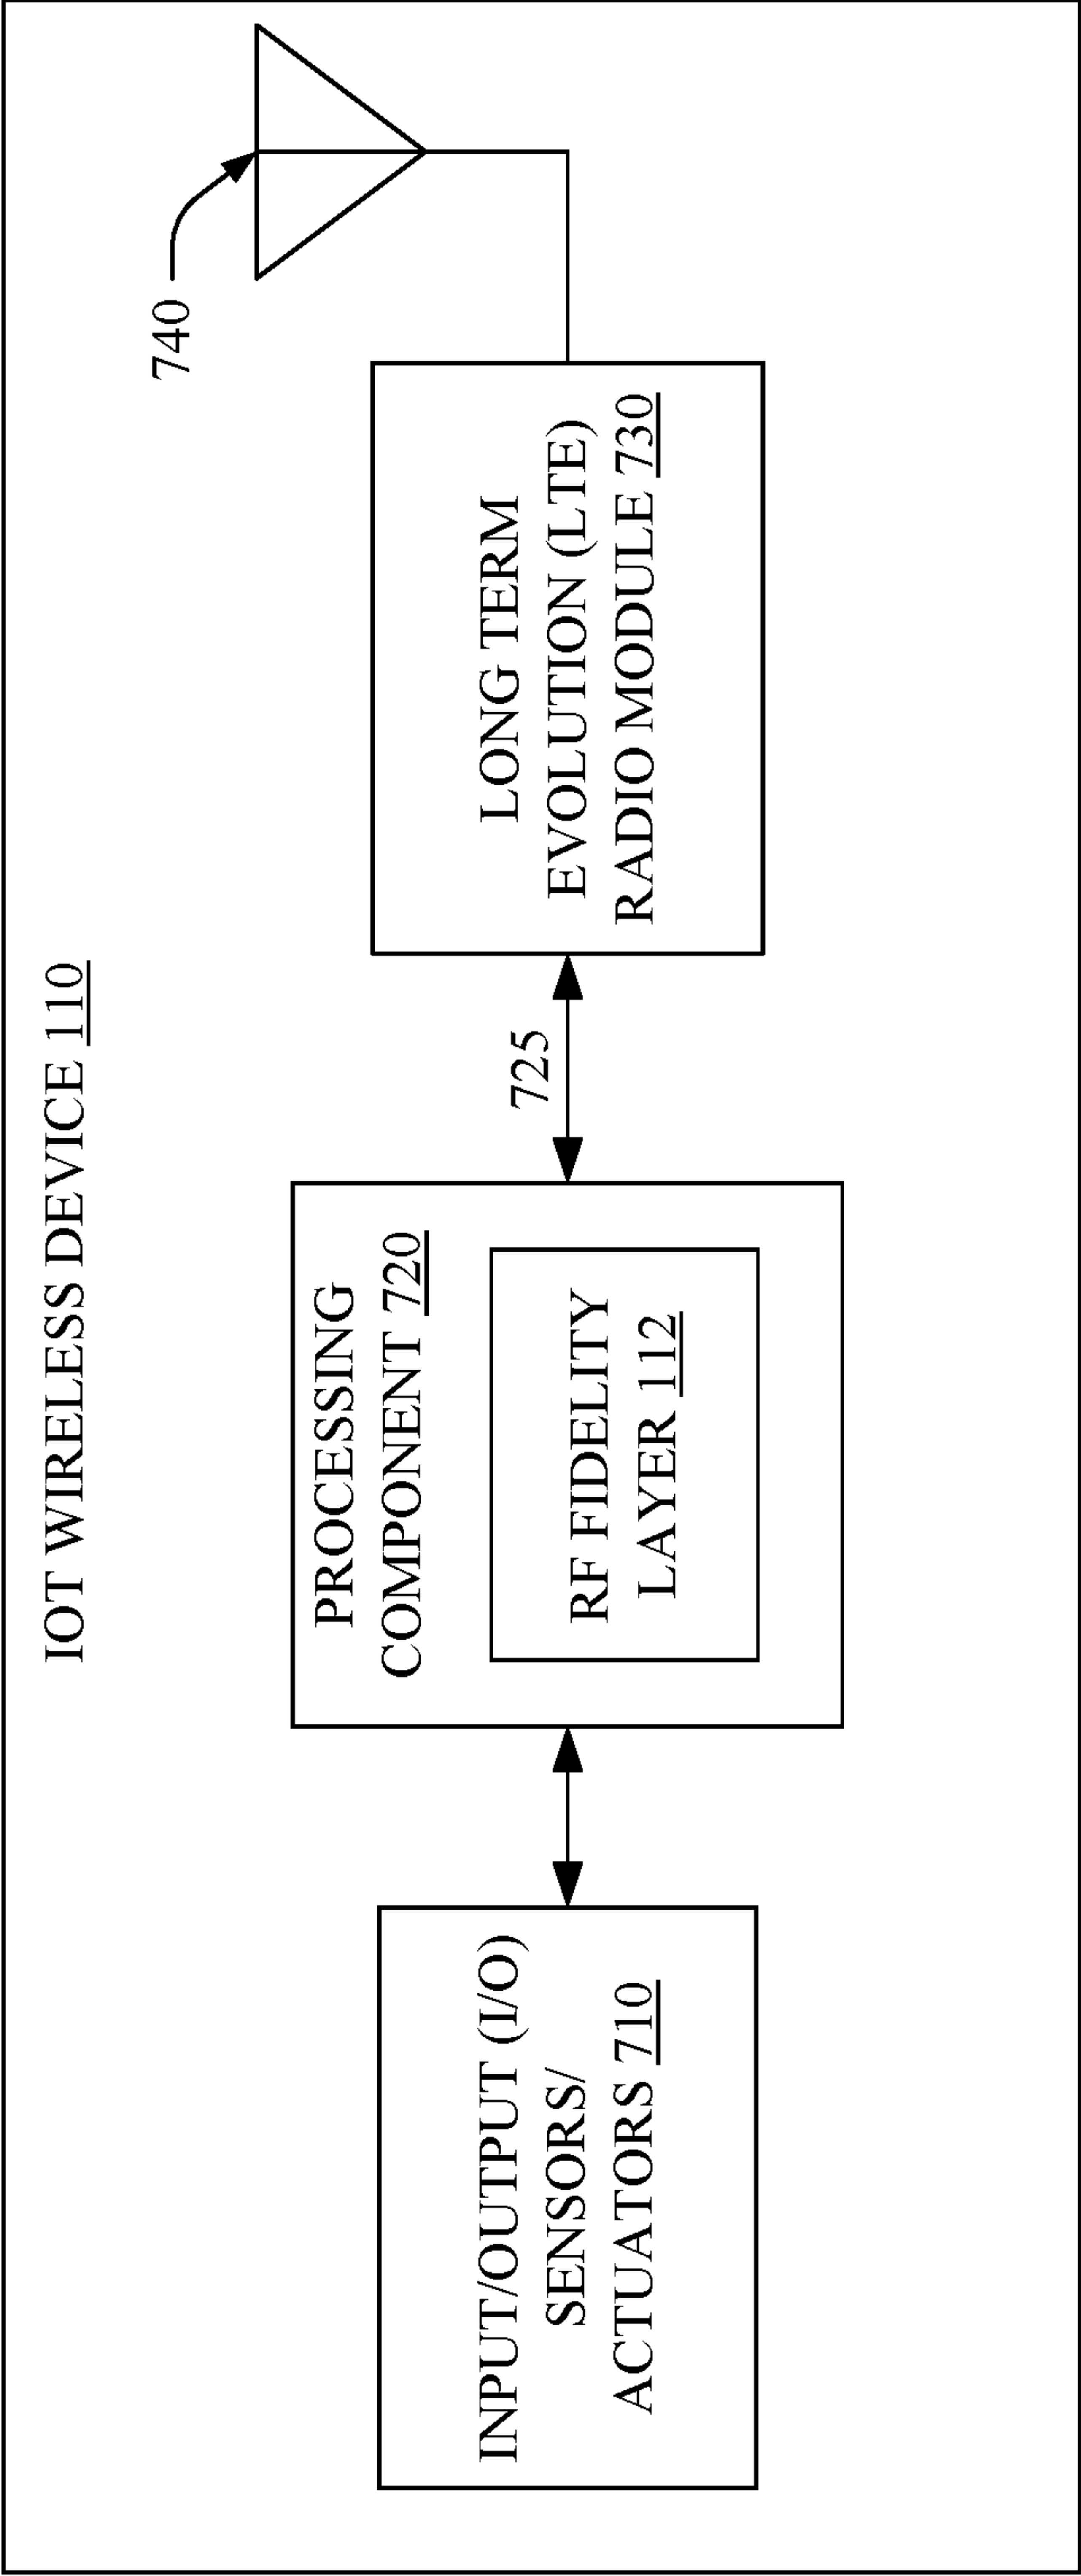 IOT WIRELESS DEVICE 110
INPUT/OUTPUT (I/O)
SENSORS/
ACTUATORS 710
PROCESSING
COMPONENT 720
RF FIDELITY
LAYER 112
725
LONG TERM
EVOLUTION (LTE)
RADIO MODULE 730
740